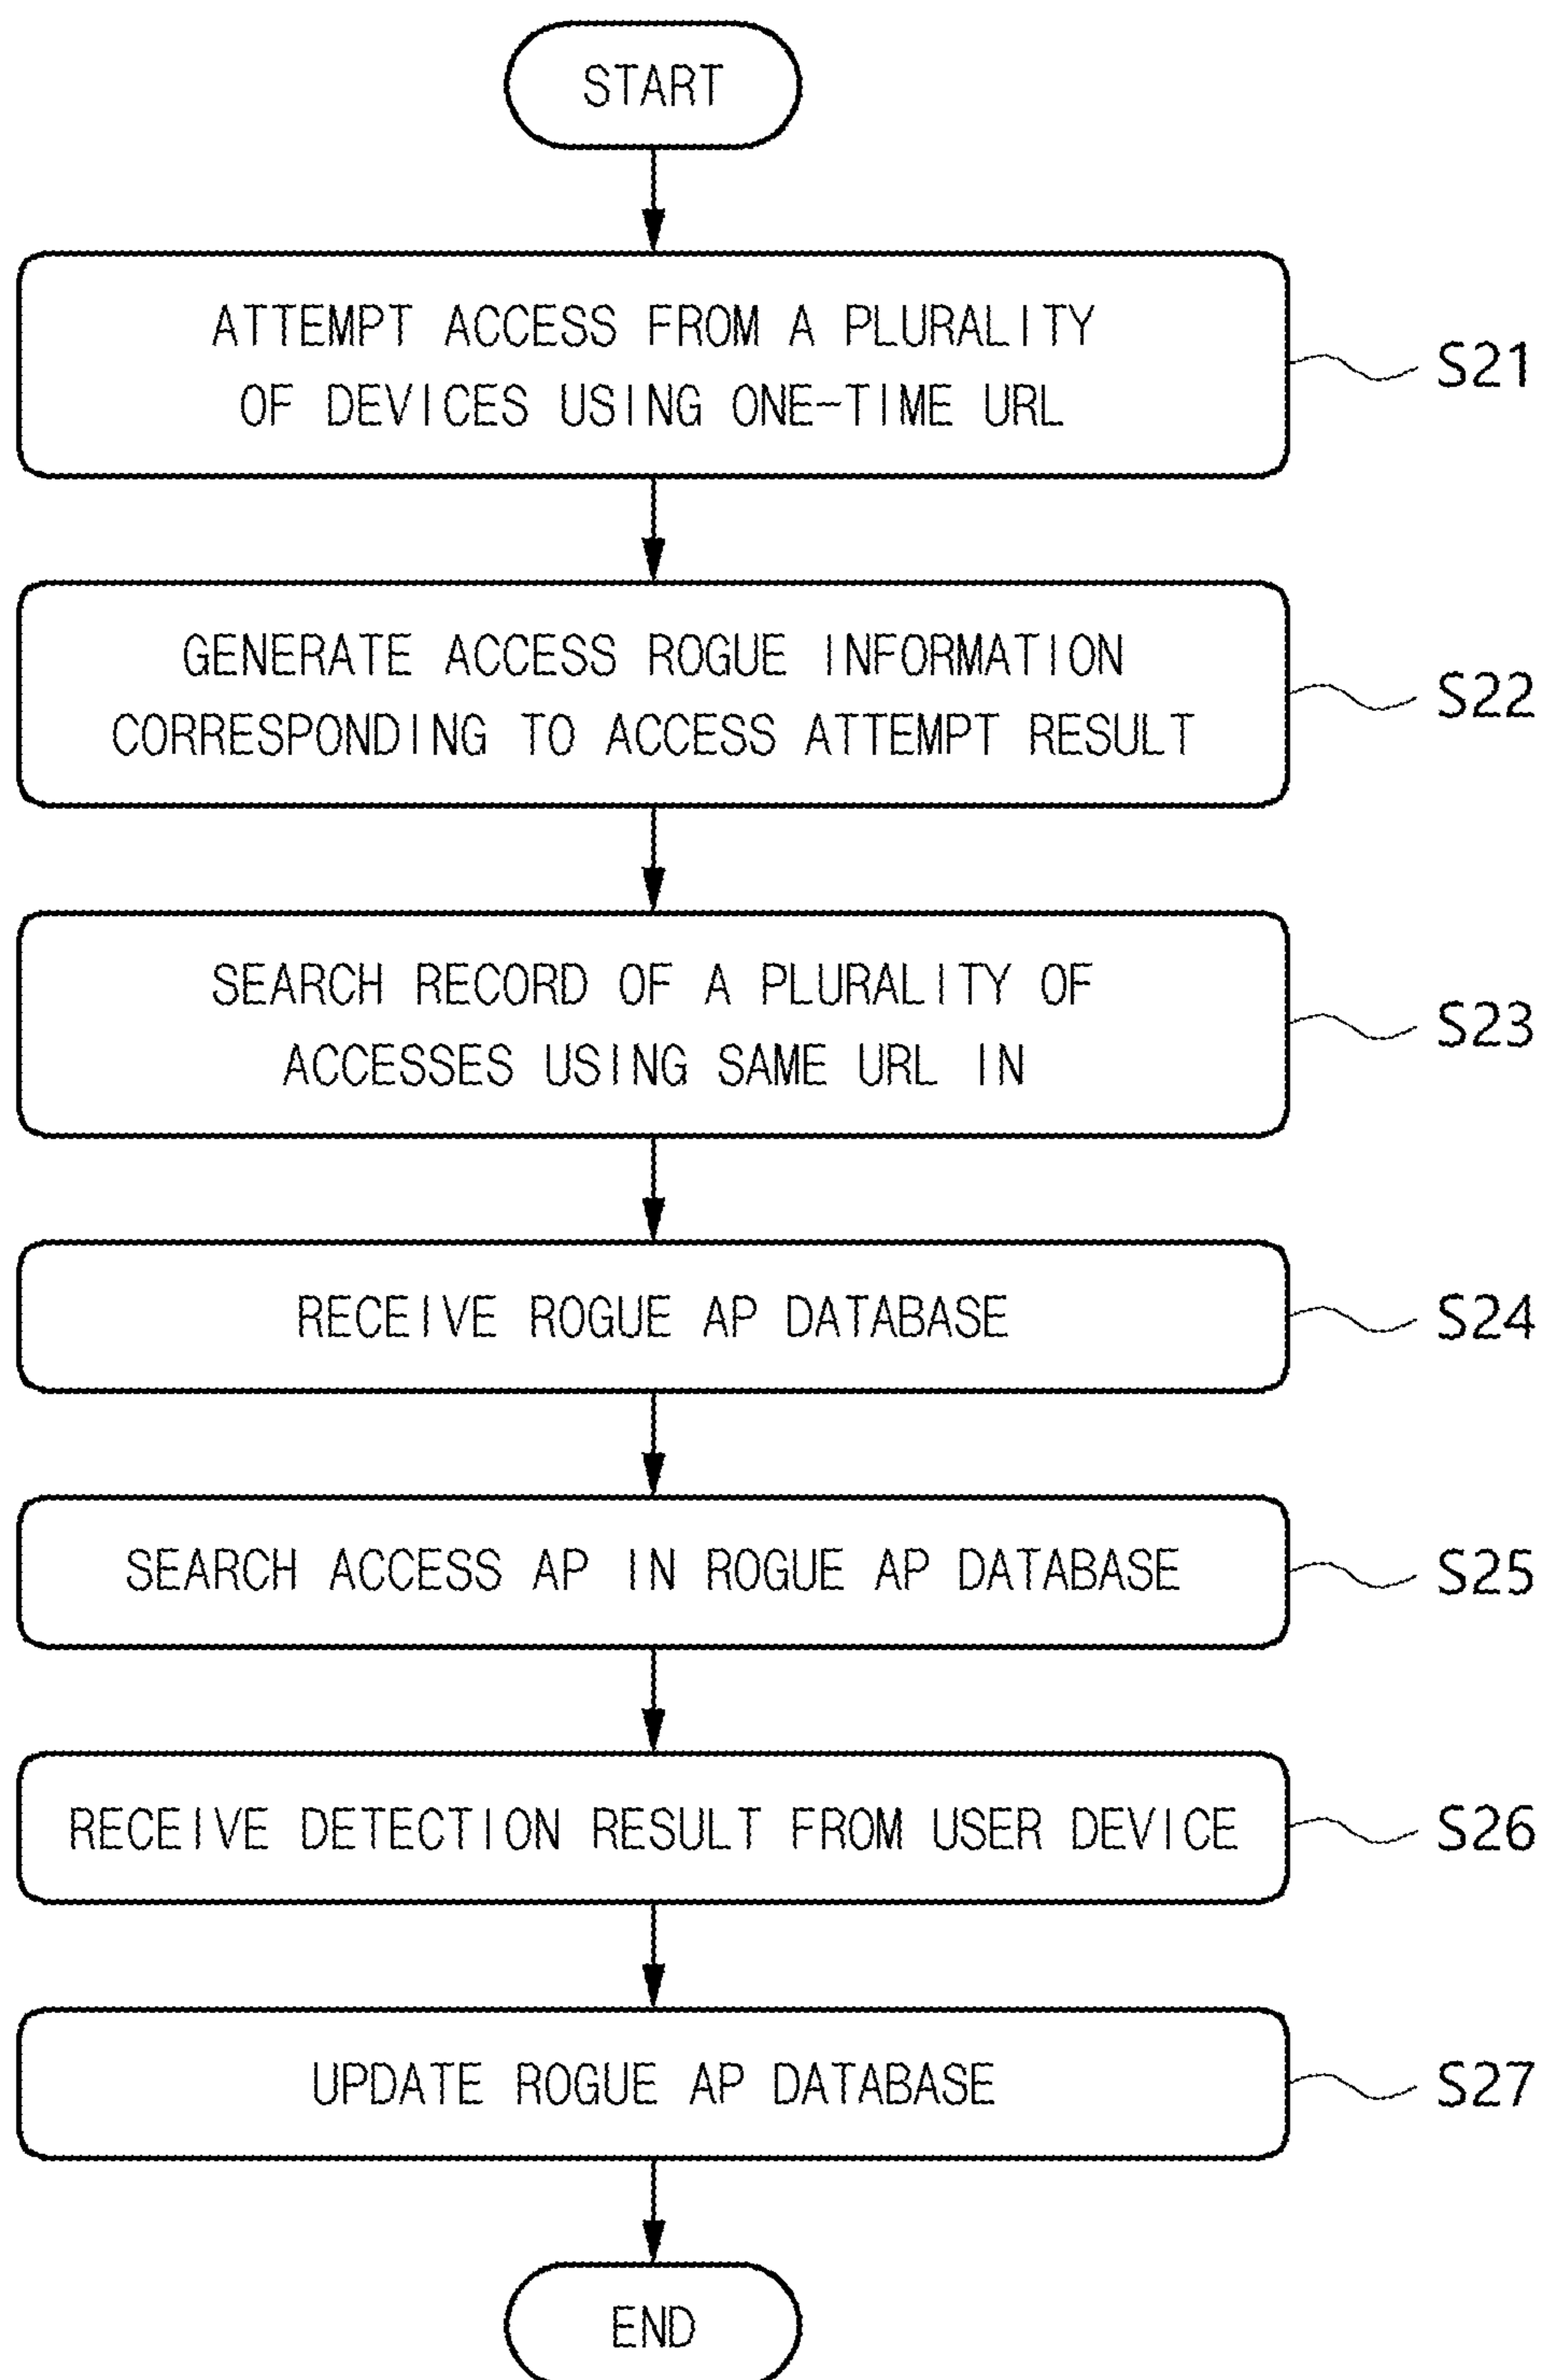 START
ATTEMPT ACCESS FROM A PLURALITY
OF DEVICES USING ONE-TIME URL
S21
GENERATE ACCESS ROGUE INFORMATION
CORRESPONDING TO ACCESS ATTEMPT RESULT
S22
SEARCH RECORD OF A PLURALITY OF
ACCESSES USING SAME URL IN
S23
RECEIVE ROGUE AP DATABASE
S24
SEARCH ACCESS AP IN ROGUE AP DATABASE
S25
RECEIVE DETECTION RESULT FROM USER DEVICE
S26
UPDATE ROGUE AP DATABASE
S27
END